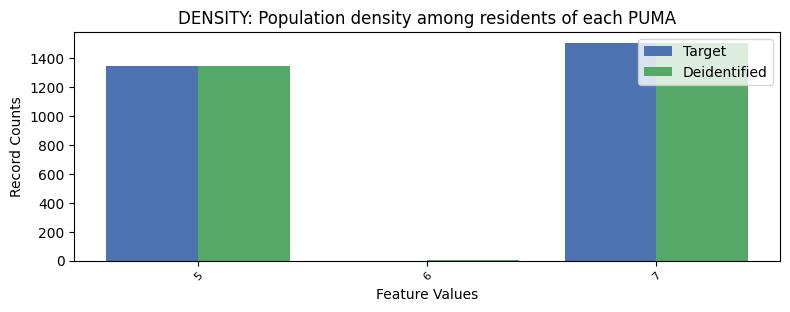 DENSITY: Population density among residents of each PUMA
Target
Deidentified
Record Counts
1400
1200
1000
800
600
400
200
0
5
6
7
Feature Values